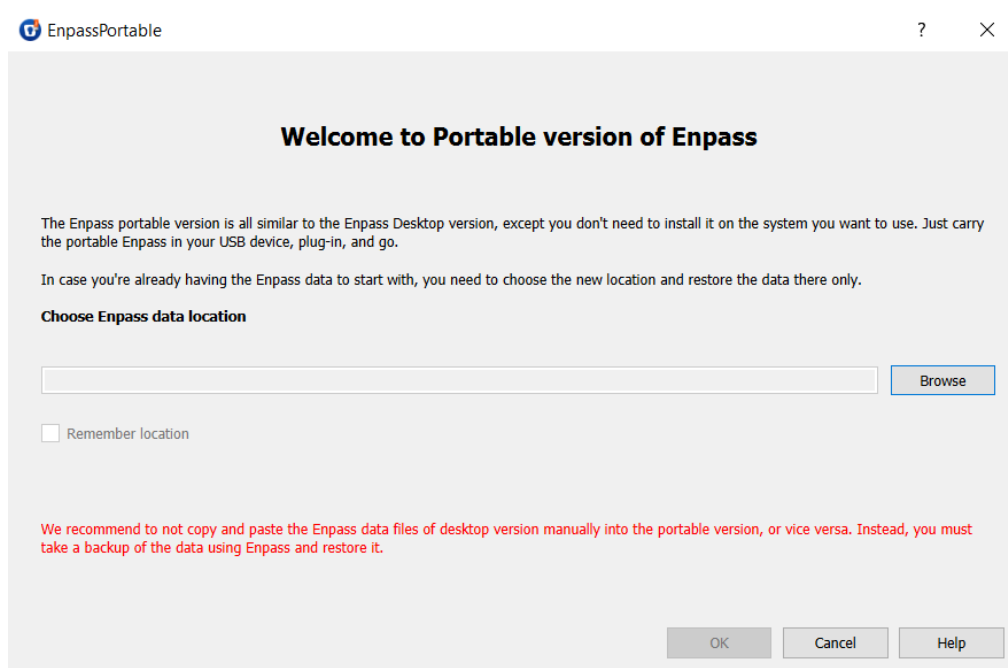 EnpassPortable
?
Welcome to Portable version of Enpass
The Enpass portable version is all similar to the Enpass Desktop version, except you don't need to install it on the system you want to use. Just carry
the portable Enpass in your USB device, plug-in, and go.
In case you're already having the Enpass data to start with, you need to choose the new location and restore the data there only.
Choose Enpass data location
Browse
Remember location
We recommend to not copy and paste the Enpass data files of desktop version manually into the portable version, or vice versa. Instead, you must
take a backup of the data using Enpass and restore it.
OK
Cancel
Help